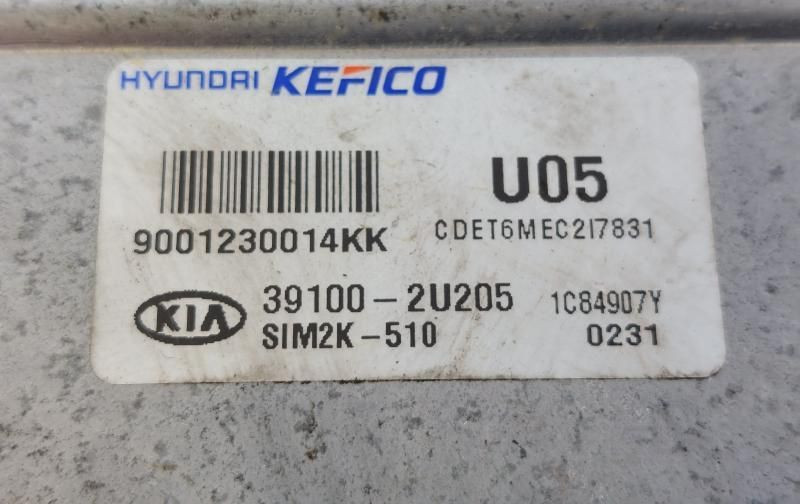 HYUNDAI KEFICO
U05
9001230014KK
CDET6MEC2I7831
KIA
39100-2U205
1C84907Y
SIM2K-510
0231